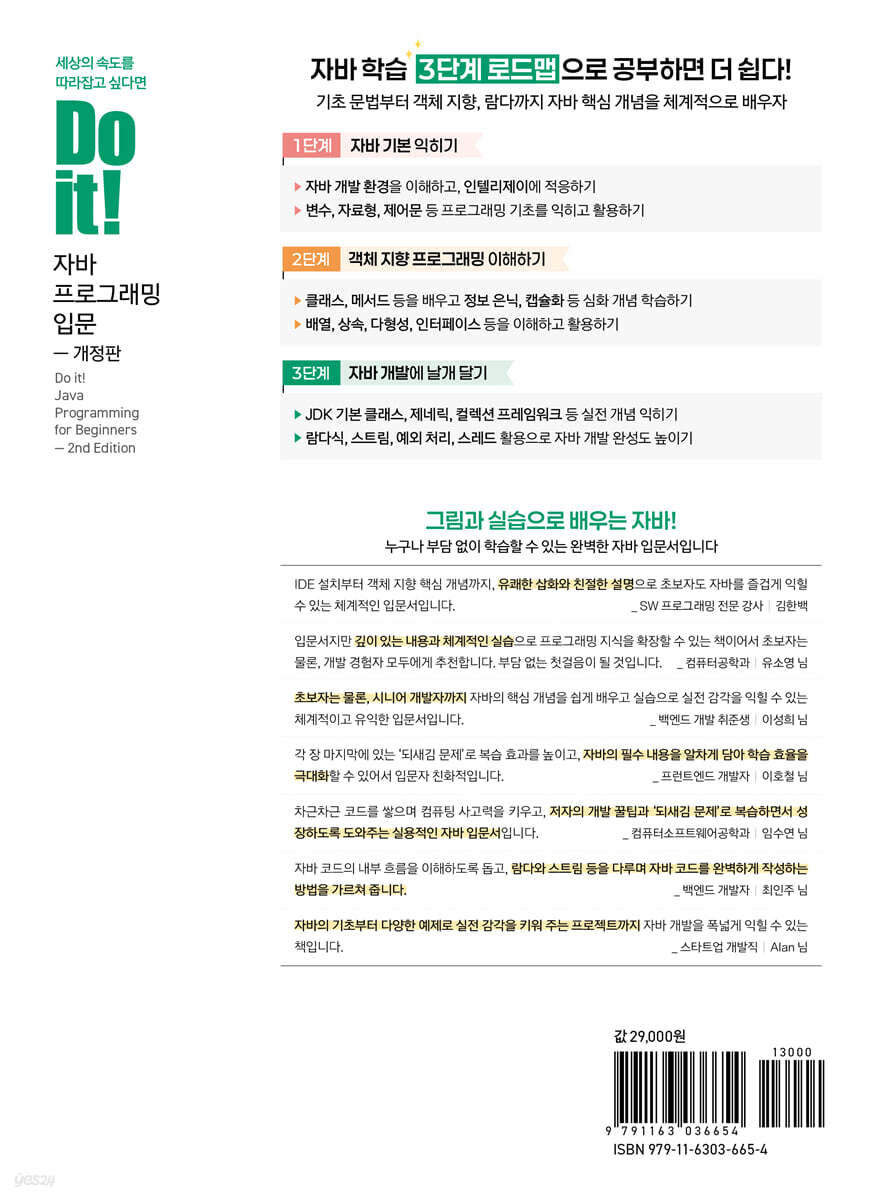 세상의 속도를
따라잡고 싶다면
Do
it!
자바
프로그래밍
입문
– 개정판
Do it!
Java
Programming
for Beginners
– 2nd Edition
자바 학습 3단계 로드맵으로 공부하면 더 쉽다!
기초 문법부터 객체 지향, 람다까지 자바 핵심 개념을 체계적으로 배우자
1단계 자바 기본 익히기
▶ 자바 개발 환경을 이해하고, 인텔리제이에 적응하기
▶ 변수, 자료형, 제어문 등 프로그래밍 기초를 익히고 활용하기
2단계 객체 지향 프로그래밍 이해하기
▶ 클래스, 메서드 등을 배우고 정보 은닉, 캡슐화 등 심화 개념 학습하기
▶ 배열, 상속, 다형성, 인터페이스 등을 이해하고 활용하기
3단계 자바 개발에 날개 달기
▶ JDK 기본 클래스, 제네릭, 컬렉션 프레임워크 등 실전 개념 익히기
▶ 람다식, 스트림, 예외 처리, 스레드 활용으로 자바 개발 완성도 높이기
그림과 실습으로 배우는 자바!
누구나 부담 없이 학습할 수 있는 완벽한 자바 입문서입니다
IDE 설치부터 객체 지향 핵심 개념까지, 유쾌한 삽화와 친절한 설명으로 초보자도 자바를 즐겁게 익힐
수 있는 체계적인 입문서입니다. _ SW 프로그래밍 전문 강사 | 김한백
입문서지만 깊이 있는 내용과 체계적인 실습으로 프로그래밍 지식을 확장할 수 있는 책이어서 초보자는
물론, 개발 경험자 모두에게 추천합니다. 부담 없는 첫걸음이 될 것입니다. _ 컴퓨터공학과 | 유소영 님
초보자는 물론, 시니어 개발자까지 자바의 핵심 개념을 쉽게 배우고 실습으로 실전 감각을 익힐 수 있는
체계적이고 유익한 입문서입니다. _ 백엔드 개발 취준생 | 이성희 님
각 장 마지막에 있는 ‘되새김 문제’로 복습 효과를 높이고, 자바의 필수 내용을 알차게 담아 학습 효율을
극대화할 수 있어서 입문자 친화적입니다. _ 프런트엔드 개발자 | 이호철 님
차근차근 코드를 쌓으며 컴퓨팅 사고력을 키우고, 저자의 개발 꿀팁과 ‘되새김 문제’로 복습하면서 성
장하도록 도와주는 실용적인 자바 입문서입니다. _ 컴퓨터소프트웨어공학과 | 임수연 님
자바 코드의 내부 흐름을 이해하도록 돕고, 람다와 스트림 등을 다루며 자바 코드를 완벽하게 작성하는
방법을 가르쳐 줍니다. _ 백엔드 개발자 | 최인주 님
자바의 기초부터 다양한 예제로 실전 감각을 키워 주는 프로젝트까지 자바 개발을 폭넓게 익힐 수 있는
책입니다. _ 스타트업 개발직 | Alan 님
값 29,000원
13000
9 791163 036654
ISBN 979-11-6303-665-4
yes24